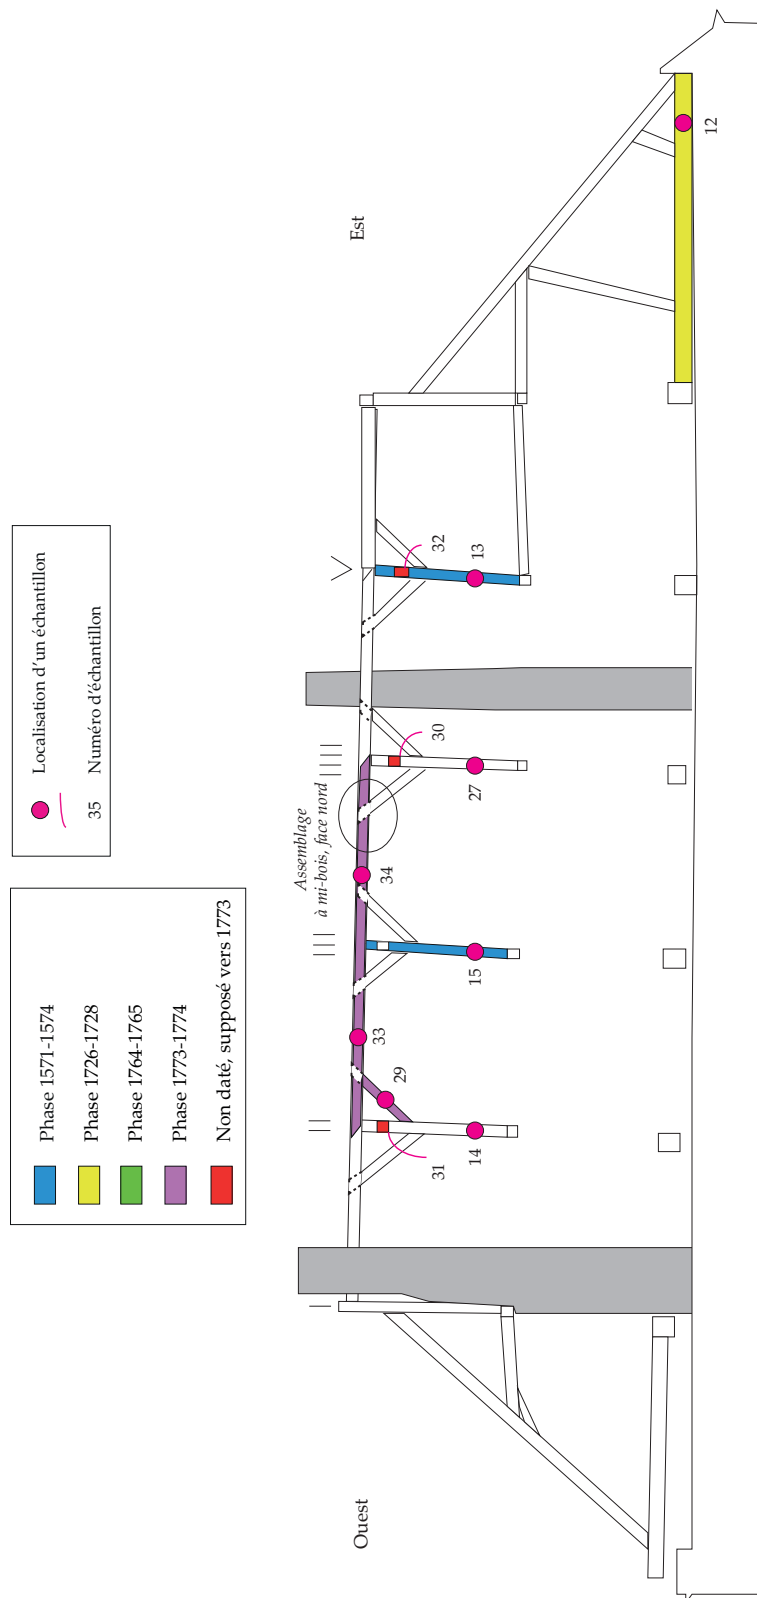 Phase 1571-1574
Phase 1726-1728
Phase 1764-1765
Phase 1773-1774
Non daté, supposé vers 1773
Localisation d'un échantillon
35 Numéro d'échantillon
Assemblage
à mi-bois, face nord
Ouest
Est
31
14
29
33
15
34
27
30
32
13
12